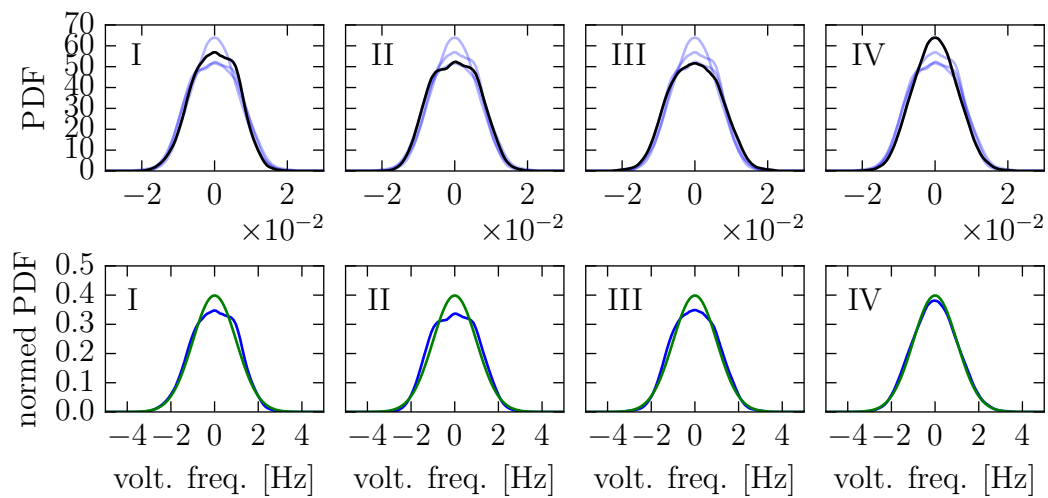 70
60
50
40
30
20
10
0
PDF
I
II
III
IV
−2 0 2
−2 0 2
−2 0 2
−2 0 2
×10−2
×10−2
×10−2
×10−2
0.5
0.4
0.3
0.2
0.1
0.0
normed PDF
I
II
III
IV
−4 −2 0 2 4
−4 −2 0 2 4
−4 −2 0 2 4
−4 −2 0 2 4
volt. freq. [Hz]
volt. freq. [Hz]
volt. freq. [Hz]
volt. freq. [Hz]